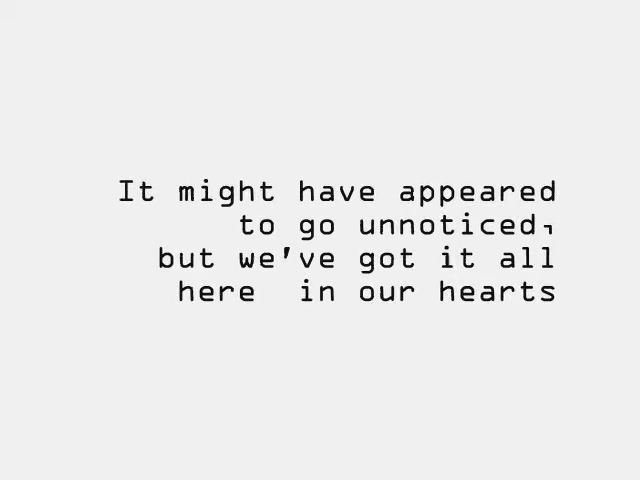 It might have appeared
to go unnoticed,
but we've got it all
here  in our hearts